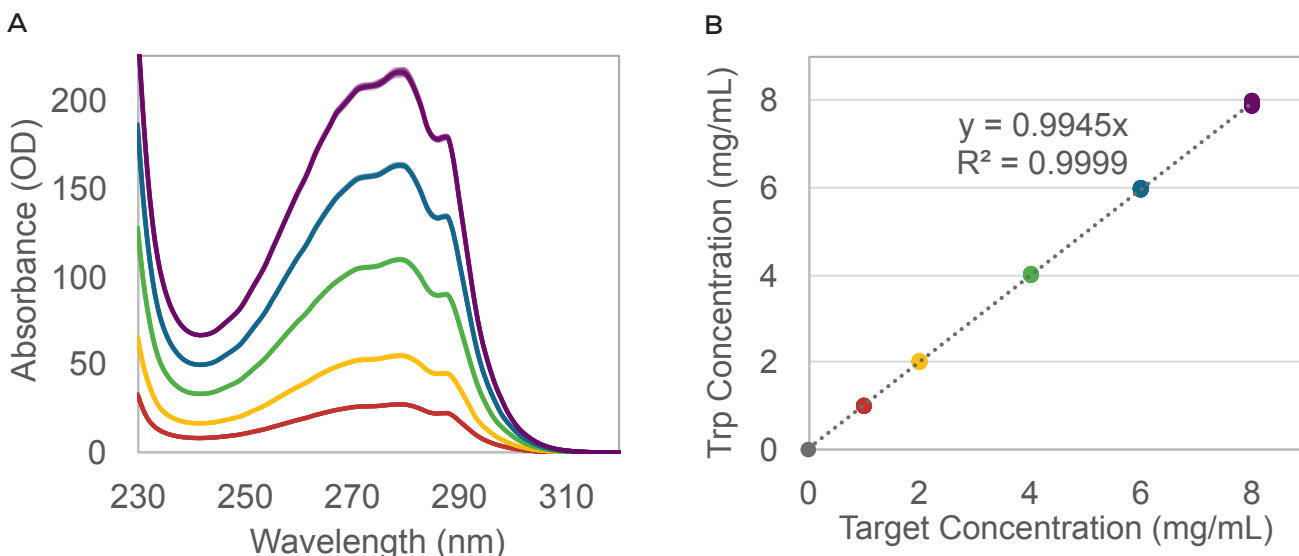 A
Absorbance (OD)
200
150
100
50
0
230 250 270 290 310
Wavelength (nm)
B
Trp Concentration (mg/mL)
8
6
4
2
0
y = 0.9945x
R² = 0.9999
0 2 4 6 8
Target Concentration (mg/mL)